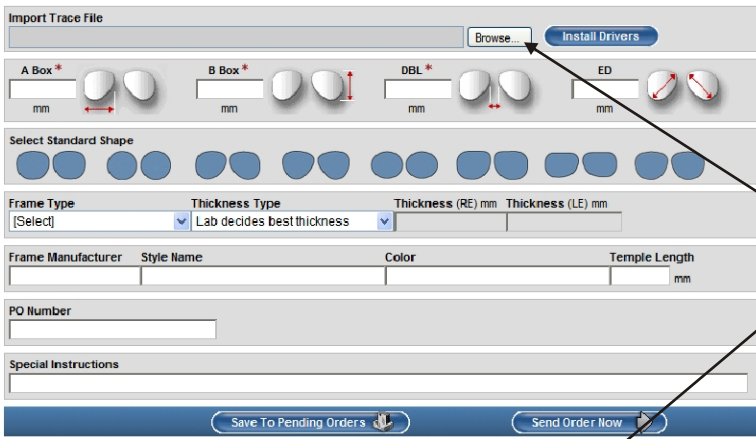 Import Trace File
Browse... Install Drivers
A Box * B Box * DBL * ED
mm mm mm mm
Select Standard Shape
Frame Type Thickness Type Thickness (RE) mm Thickness (LE) mm
[Select] Lab decides best thickness
Frame Manufacturer Style Name Color Temple Length
mm
PO Number
Special Instructions
Save To Pending Orders Send Order Now